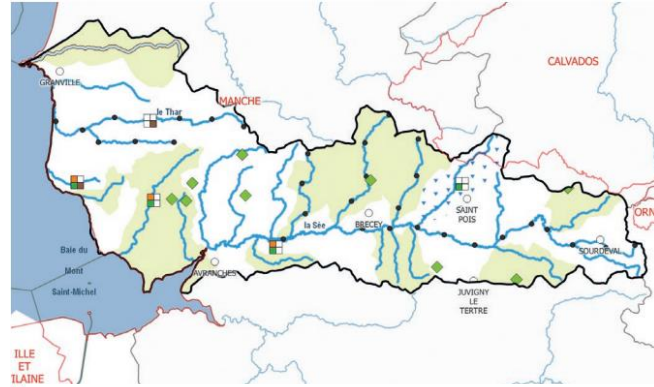 CALVADOS
GRANVILLE
MANCHE
le Thar
SAINT
POIS
ORN
BRECEY
la Sée
SOURDEVAL
Baie du
Mont
Saint-Michel
AVRANCHES
JUVIGNY
LE
TERTRE
ILLE
ET
VILAINE